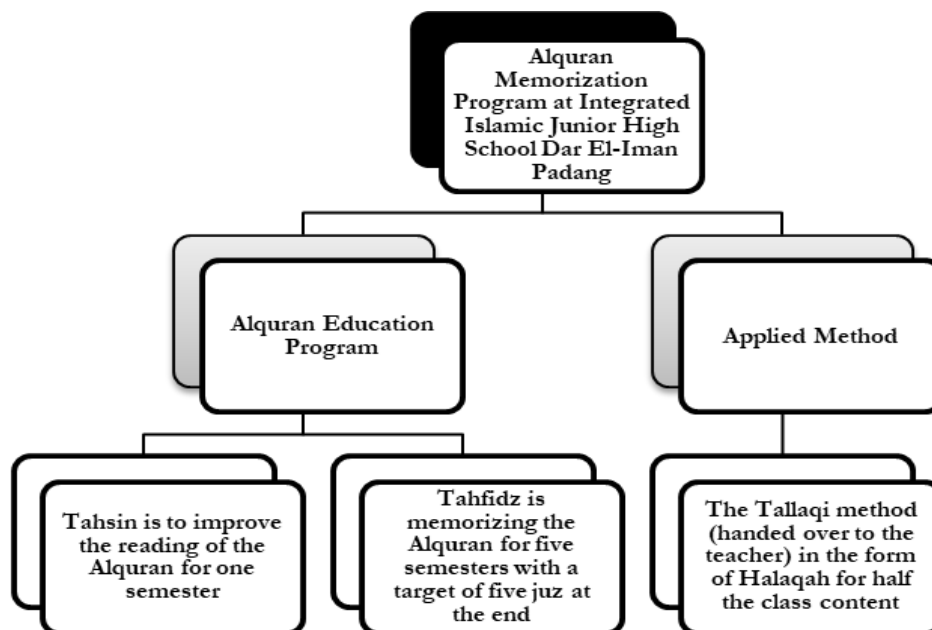 Alquran
Memorization
Program at Integrated
Islamic Junior High
School Dar El-Iman
Padang
Alquran Education
Program
Applied Method
Tahsin is to improve
the reading of the
Alquran for one
semester
Tahfidz is
memorizing the
Alquran for five
semesters with a
target of five juz at
the end
The Tallaqi method
(handed over to the
teacher) in the form
of Halaqah for half
the class content